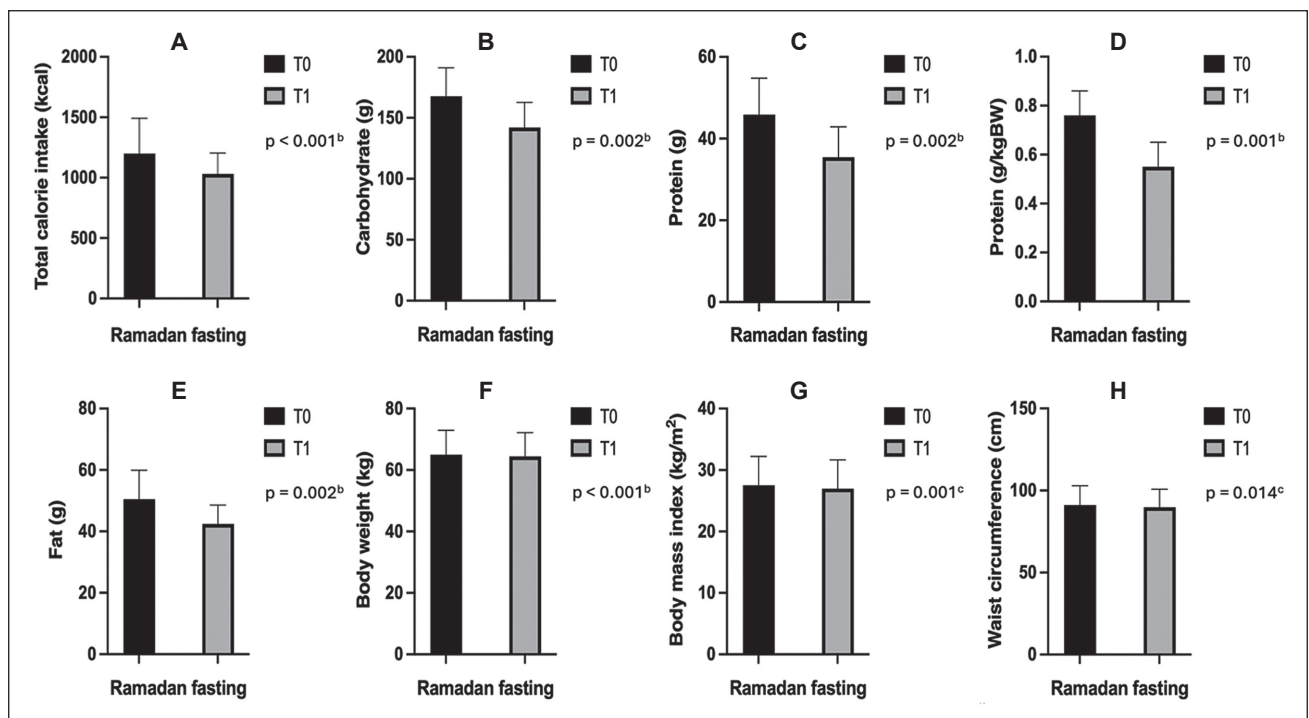 A
Total calorie intake (kcal)
2000
1500
1000
500
0
T0
T1
p < 0.001ᵇ
Ramadan fasting
B
Carbohydrate (g)
200
150
100
50
0
T0
T1
p = 0.002ᵇ
Ramadan fasting
C
Protein (g)
60
40
20
0
T0
T1
p = 0.002ᵇ
Ramadan fasting
D
Protein (g/kgBW)
1.0
0.8
0.6
0.4
0.2
0.0
T0
T1
p = 0.001ᵇ
Ramadan fasting
E
Fat (g)
80
60
40
20
0
T0
T1
p = 0.002ᵇ
Ramadan fasting
F
Body weight (kg)
80
60
40
20
0
T0
T1
p < 0.001ᵇ
Ramadan fasting
G
Body mass index (kg/m²)
40
30
20
10
0
T0
T1
p = 0.001ᶜ
Ramadan fasting
H
Waist circumference (cm)
150
100
50
0
T0
T1
p = 0.014ᶜ
Ramadan fasting